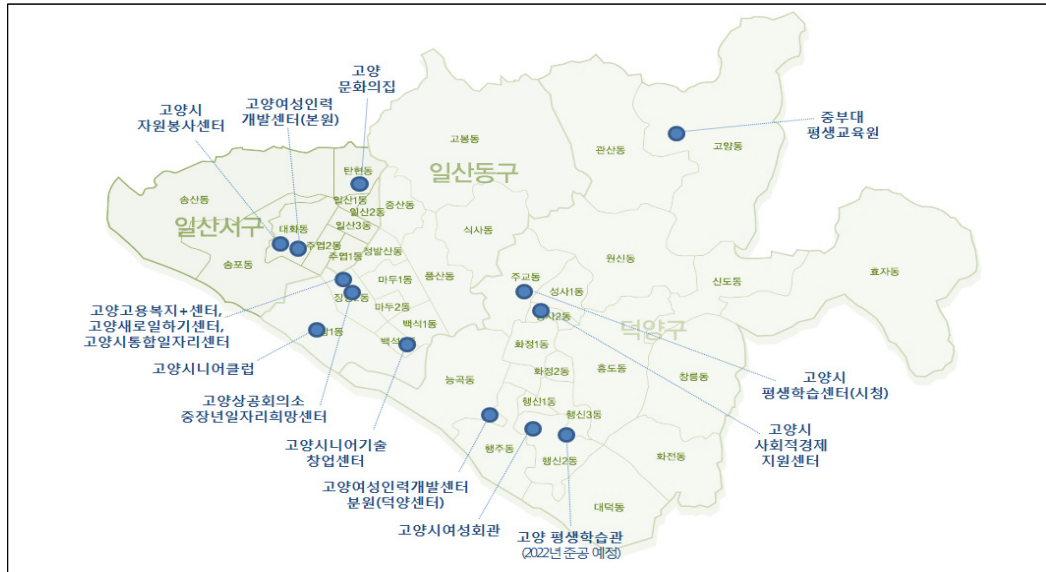 고양
문화의집
고양시
자원봉사센터
고양여성인력
개발센터(본원)
중부대
평생교육원
고봉동
관산동
고양동
일산동구
탄현동
송산동
일산1동
일산2동
중산동
일산3동
일산서구
대화동
식사동
주엽2동
주엽1동
정발산동
송포동
원신동
효자동
풍산동
마두1동
주교동
성사1동
신도동
마두2동
백석1동
덕양구
고양고용복지+센터,
고양새로일하기센터,
고양시통합일자리센터
화정1동
고양시니어클럽
능곡동
화정2동
흥도동
창릉동
고양시
평생학습센터(시청)
고양상공회의소
중장년일자리희망센터
행신1동
행신3동
고양시니어기술
창업센터
행주동
행신2동
화전동
고양시
사회적경제
지원센터
고양여성인력개발센터
분원(덕양센터)
대덕동
고양시여성회관
고양 평생학습관
(2022년 준공 예정)